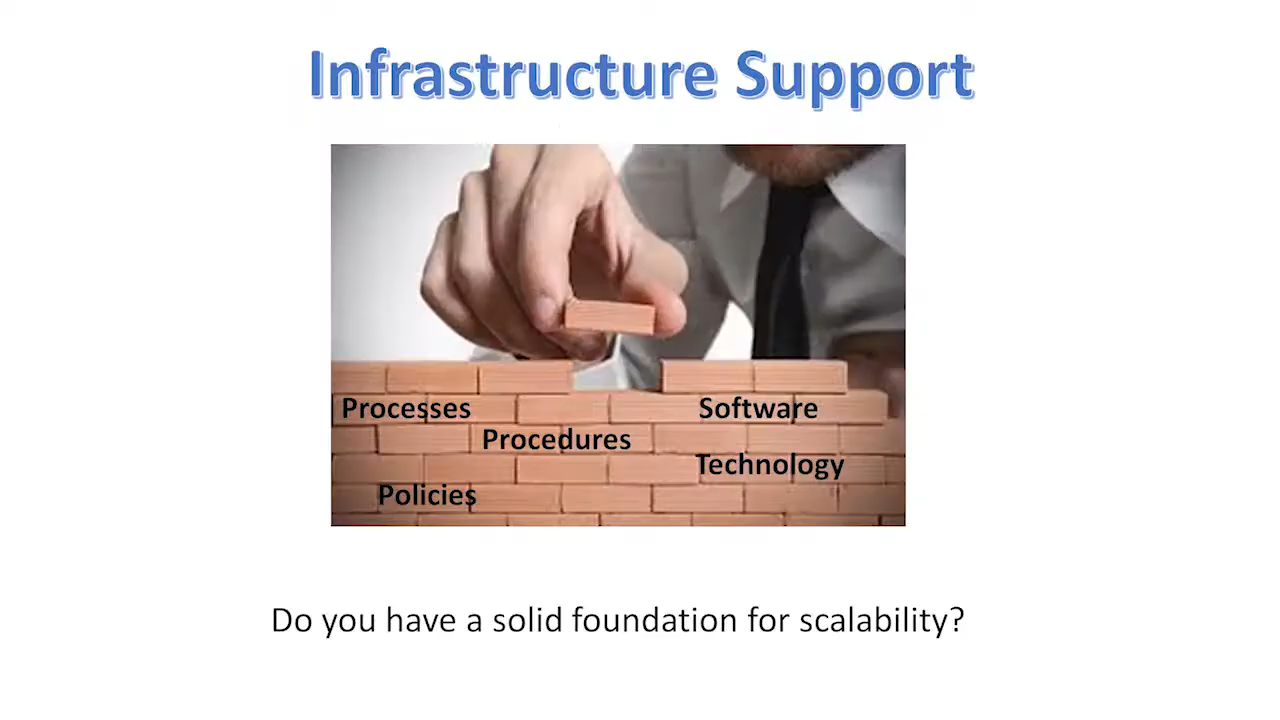 Infrastructure Support
Processes
Software
Procedures
Technology
Policies
Do you have a solid foundation for scalability?